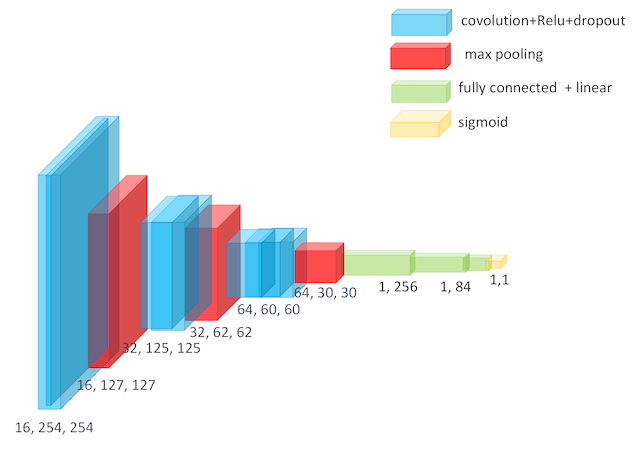 covolution+Relu+dropout
max pooling
fully connected + linear
sigmoid
16, 254, 254
16, 127, 127
32, 125, 125
32, 62, 62
64, 60, 60
64, 30, 30
1, 256
1, 84
1,1